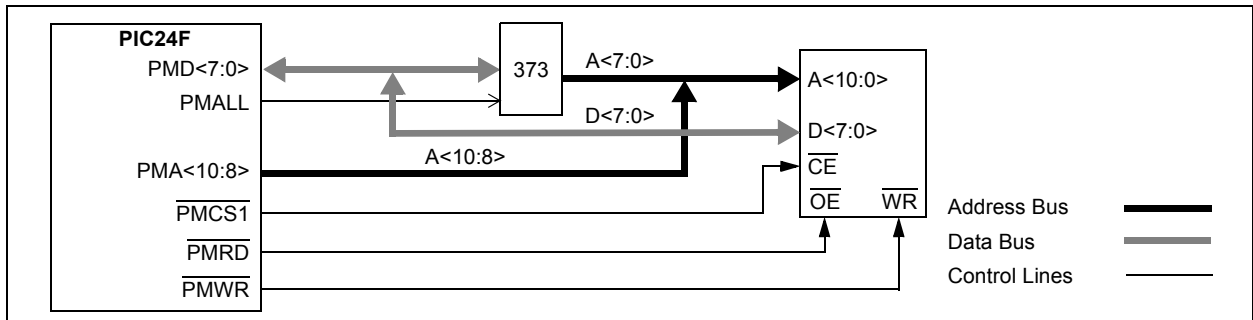 PIC24F
PMD<7:0>
373
A<7:0>
A<10:0>
PMALL
D<7:0>
D<7:0>
A<10:8>
PMA<10:8>
CE
PMCS1
OE
WR
Address Bus
PMRD
Data Bus
PMWR
Control Lines